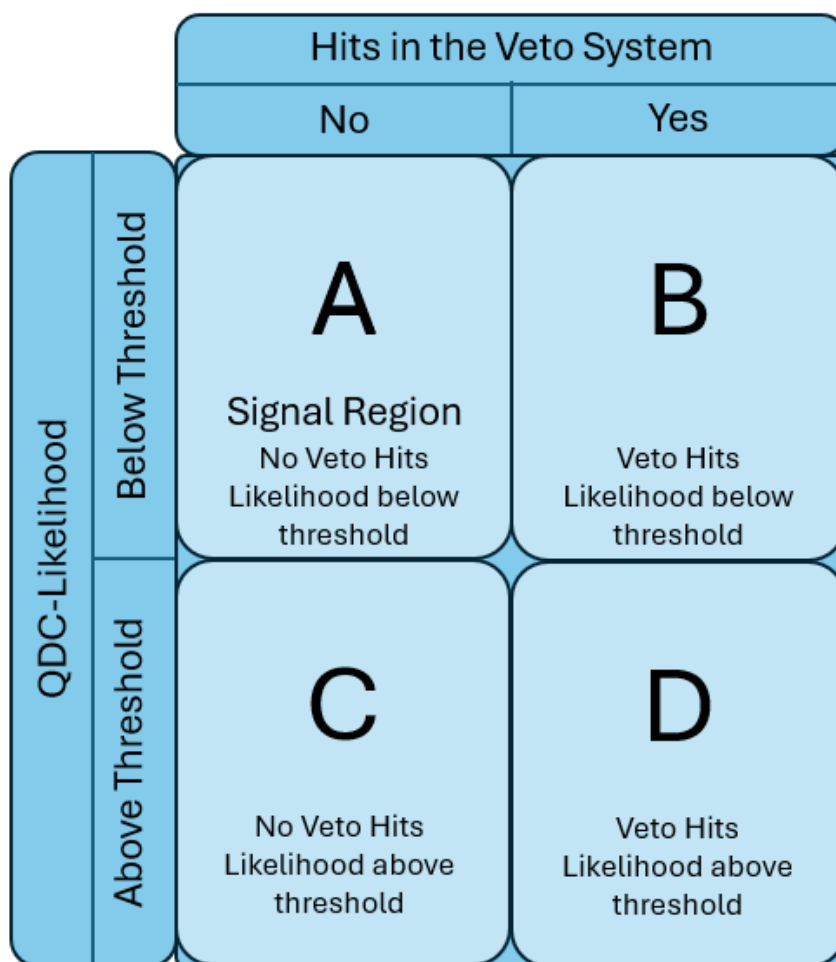 Hits in the Veto System
No
Yes
QDC-Likelihood
Below Threshold
A
Signal Region
No Veto Hits
Likelihood below
threshold
B
Veto Hits
Likelihood below
threshold
Above Threshold
C
No Veto Hits
Likelihood above
threshold
D
Veto Hits
Likelihood above
threshold